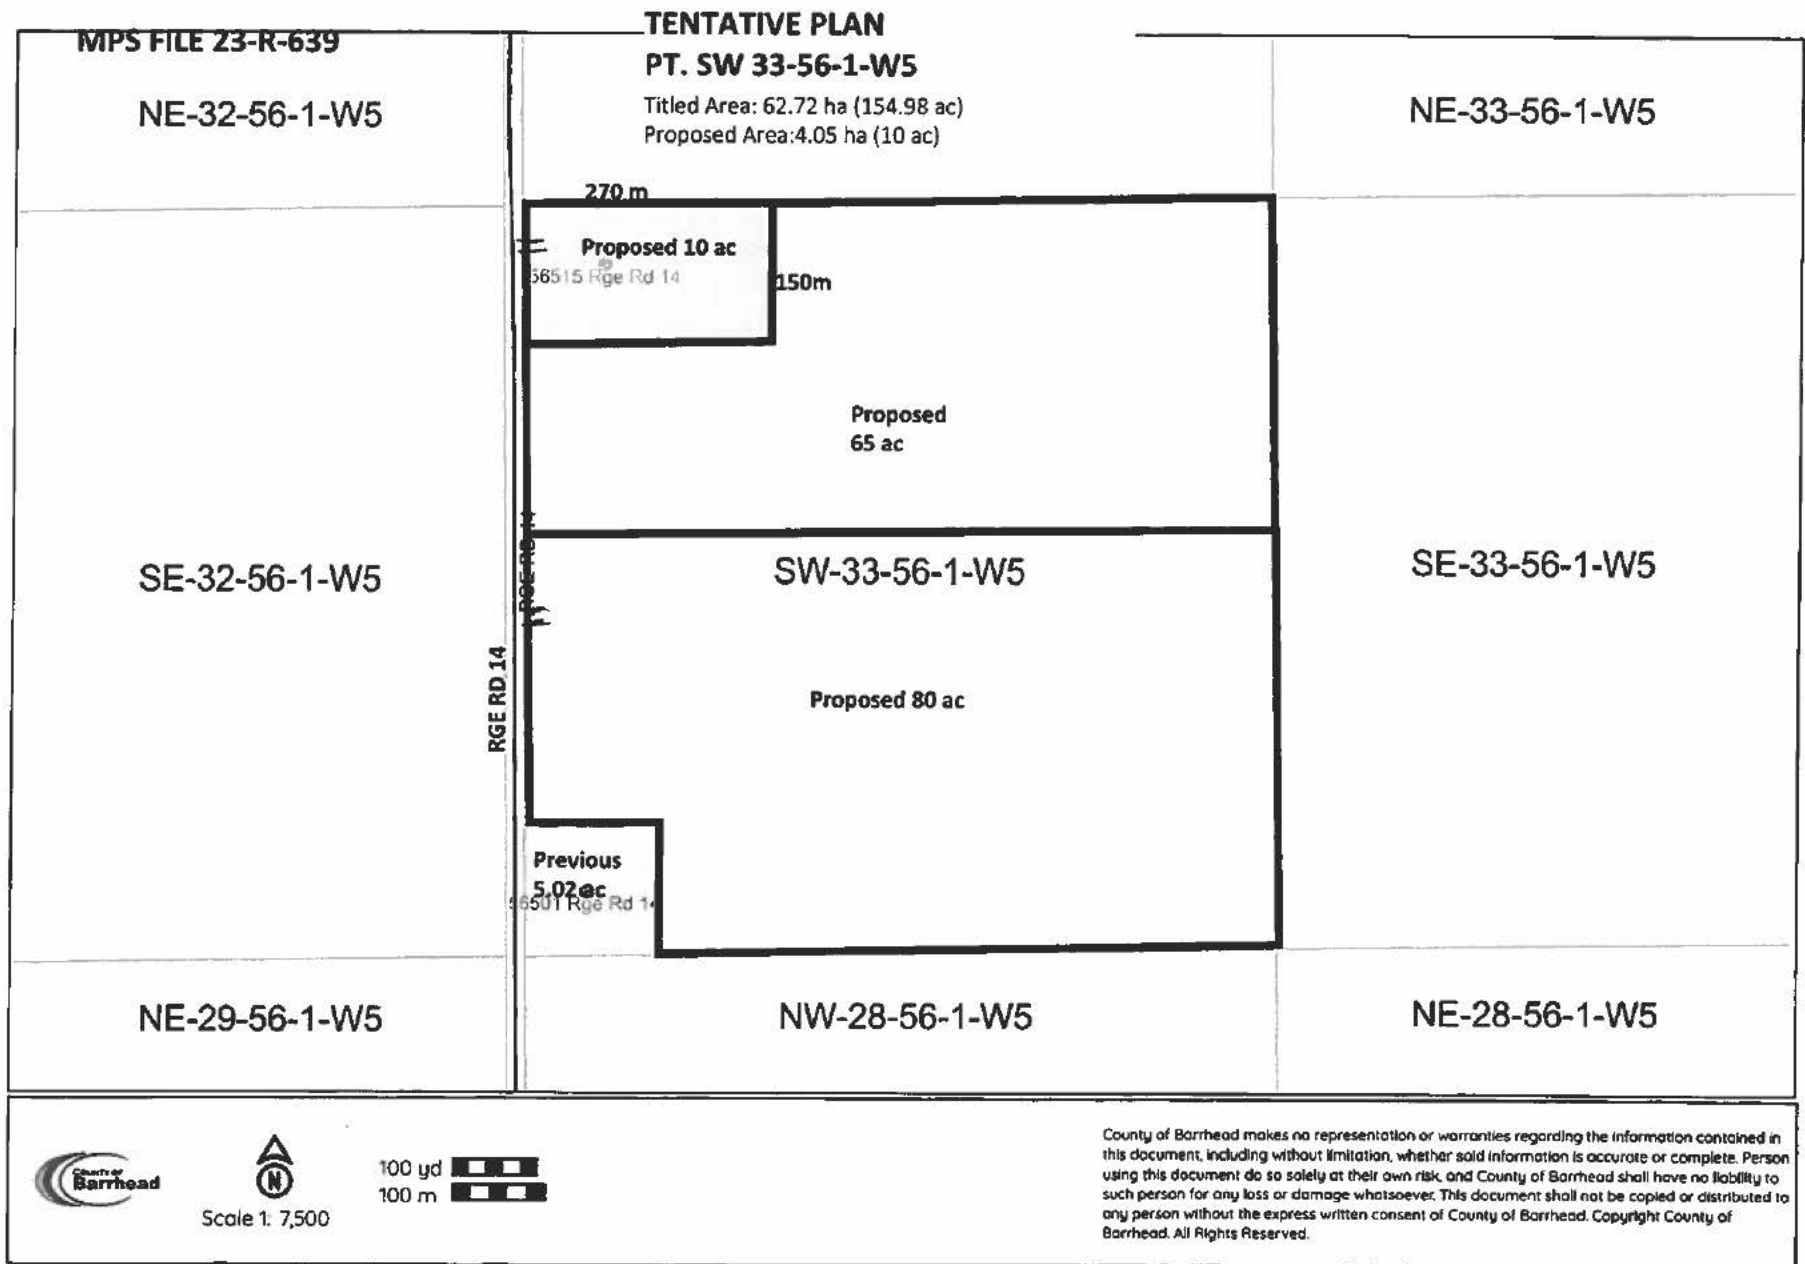 MPS FILE 23-R-639
TENTATIVE PLAN
PT. SW 33-56-1-W5
Titled Area: 62.72 ha (154.98 ac)
Proposed Area:4.05 ha (10 ac)
NE-32-56-1-W5
NE-33-56-1-W5
270 m
Proposed 10 ac
56515 Rge Rd 14
150m
Proposed
65 ac
RGE RD 14
SE-32-56-1-W5
SW-33-56-1-W5
SE-33-56-1-W5
RGE RD 14
Proposed 80 ac
Previous
5.02 ac
56501 Rge Rd 14
NE-29-56-1-W5
NW-28-56-1-W5
NE-28-56-1-W5
County of
Barrhead
N
Scale 1: 7,500
100 yd
100 m
County of Barrhead makes no representation or warranties regarding the information contained in
this document, including without limitation, whether said information is accurate or complete. Person
using this document do so solely at their own risk, and County of Barrhead shall have no liability to
such person for any loss or damage whatsoever. This document shall not be copied or distributed to
any person without the express written consent of County of Barrhead. Copyright County of
Barrhead. All Rights Reserved.